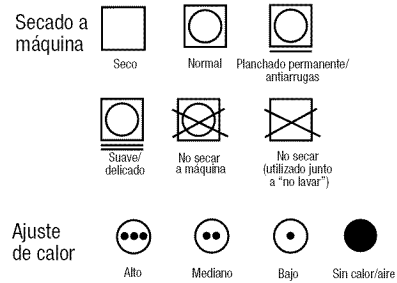 Secado a
máquina
Seco
Normal
Planchado permanente/
antiarrugas
Suave/
delicado
No secar
a máquina
No secar
(utilizado junto
a “no lavar”)
Ajuste
de calor
Alto
Mediano
Bajo
Sin calor/aire